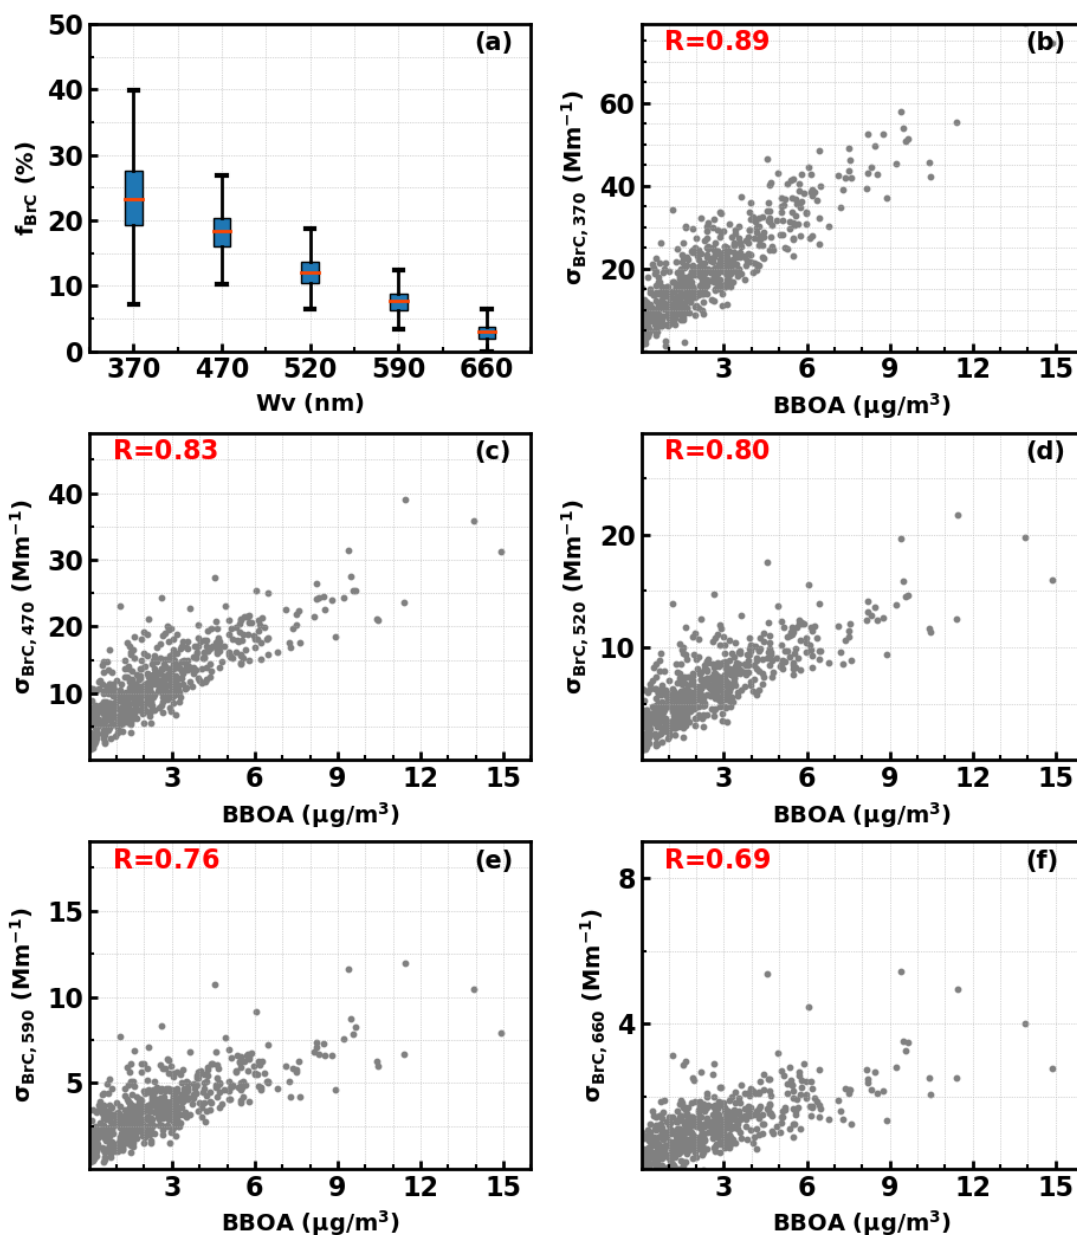 (a)
50
40
30
20
10
0
f_BrC (%)
370 470 520 590 660
Wv (nm)
R=0.89
(b)
60
40
20
σ_BrC, 370 (Mm⁻¹)
3 6 9 12 15
BBOA (μg/m³)
R=0.83
(c)
40
30
20
10
σ_BrC, 470 (Mm⁻¹)
3 6 9 12 15
BBOA (μg/m³)
R=0.80
(d)
20
10
σ_BrC, 520 (Mm⁻¹)
3 6 9 12 15
BBOA (μg/m³)
R=0.76
(e)
15
10
5
σ_BrC, 590 (Mm⁻¹)
3 6 9 12 15
BBOA (μg/m³)
R=0.69
(f)
8
4
σ_BrC, 660 (Mm⁻¹)
3 6 9 12 15
BBOA (μg/m³)